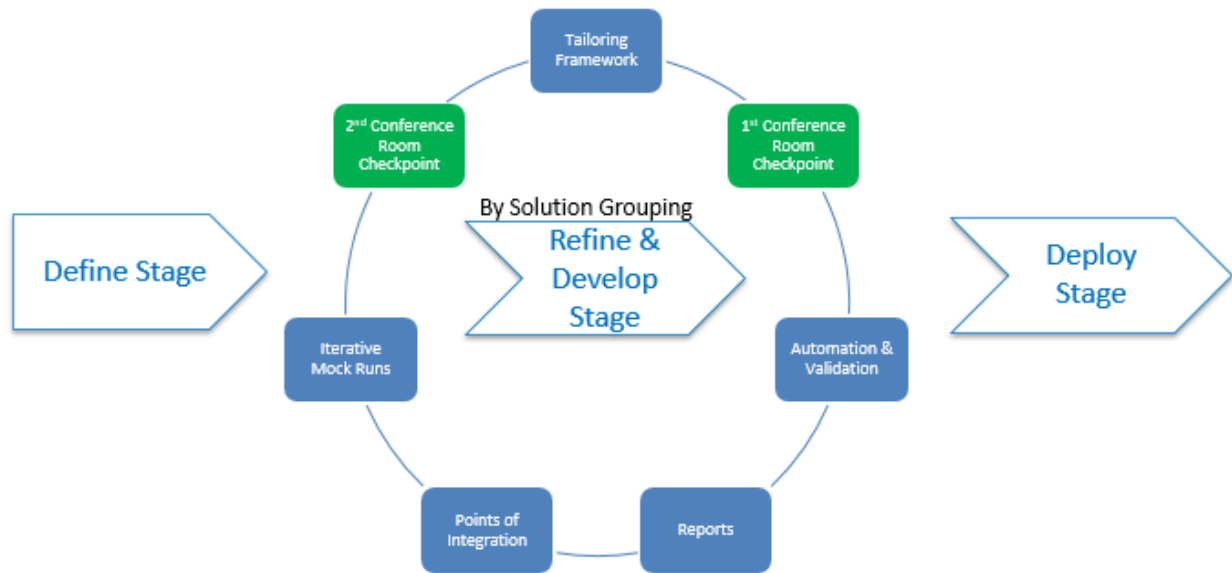 Tailoring
Framework
2nd Conference
Room
Checkpoint
1st Conference
Room
Checkpoint
By Solution Grouping
Define Stage
Refine &
Develop
Stage
Deploy
Stage
Iterative
Mock Runs
Automation &
Validation
Points of
Integration
Reports